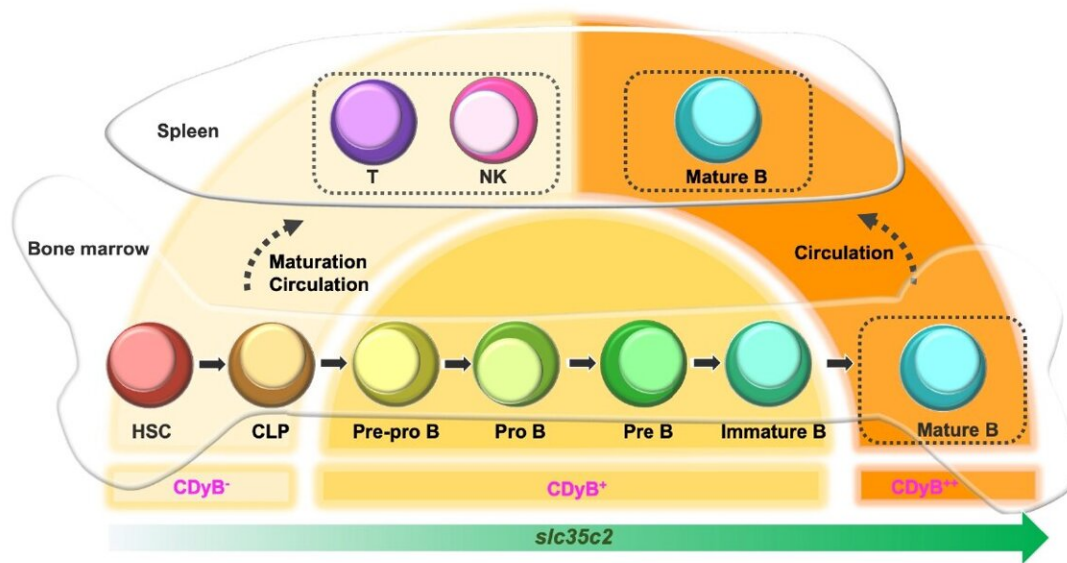 Spleen
T
NK
Mature B
Bone marrow
Maturation
Circulation
Circulation
HSC
CLP
Pre-pro B
Pro B
Pre B
Immature B
Mature B
CDyB⁻
CDyB⁺
CDyB⁺⁺
slc35c2